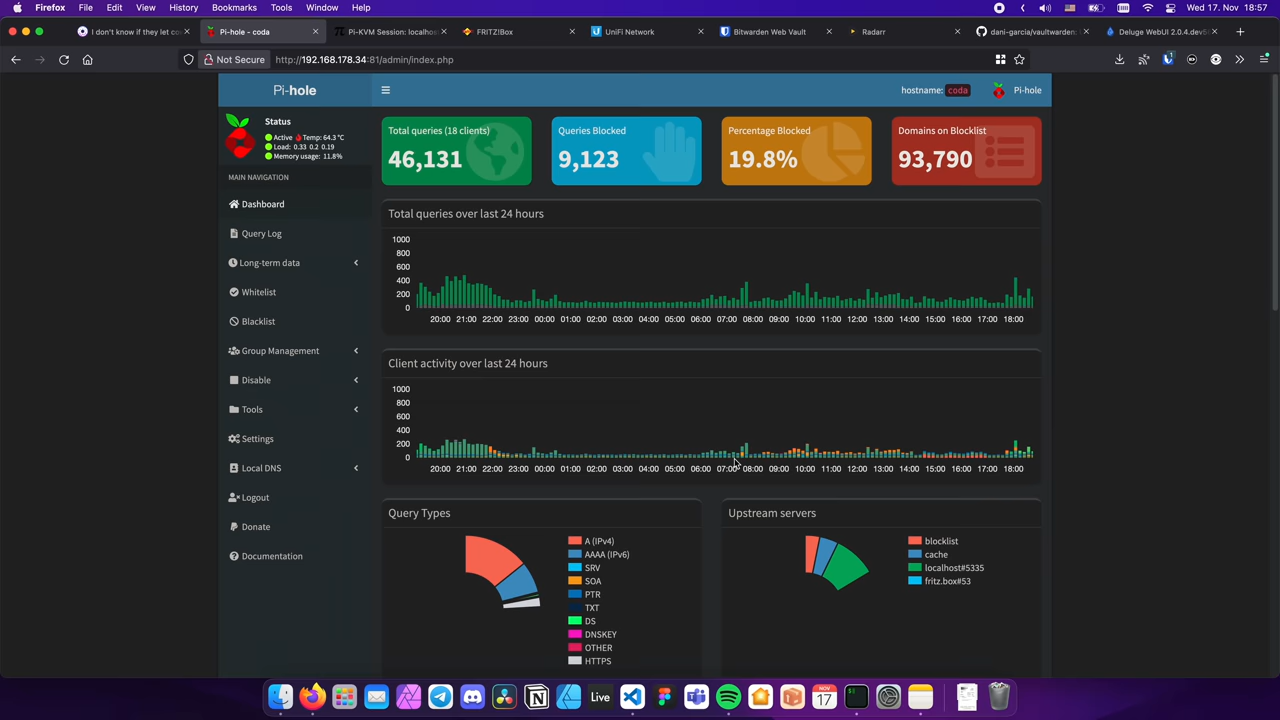 Firefox File Edit View History Bookmarks Tools Window Help Wed 17. Nov 18:57
I don't know if they let co
Pi-hole - coda
Pi-KVM Session: localhos
FRITZ!Box
UniFi Network
Bitwarden Web Vault
Radarr
dani-garcia/vaultwarden:
Deluge WebUI 2.0.4.dev5
Not Secure http://192.168.178.34:81/admin/index.php
Pi-hole
hostname: coda Pi-hole
Status
Active Temp: 64.3 °C
Load: 0.33 0.2 0.19
Memory usage: 11.8%
MAIN NAVIGATION
Dashboard
Query Log
Long-term data
Whitelist
Blacklist
Group Management
Disable
Tools
Settings
Local DNS
Logout
Donate
Documentation
Total queries (18 clients)
46,131
Queries Blocked
9,123
Percentage Blocked
19.8%
Domains on Blocklist
93,790
Total queries over last 24 hours
1000
800
600
400
200
0
20:00 21:00 22:00 23:00 00:00 01:00 02:00 03:00 04:00 05:00 06:00 07:00 08:00 09:00 10:00 11:00 12:00 13:00 14:00 15:00 16:00 17:00 18:00
Client activity over last 24 hours
1000
800
600
400
200
0
20:00 21:00 22:00 23:00 00:00 01:00 02:00 03:00 04:00 05:00 06:00 07:00 08:00 09:00 10:00 11:00 12:00 13:00 14:00 15:00 16:00 17:00 18:00
Query Types
A (IPv4)
AAAA (IPv6)
SRV
SOA
PTR
TXT
DS
DNSKEY
OTHER
HTTPS
Upstream servers
blocklist
cache
localhost#5335
fritz.box#53
Live
NOV
17